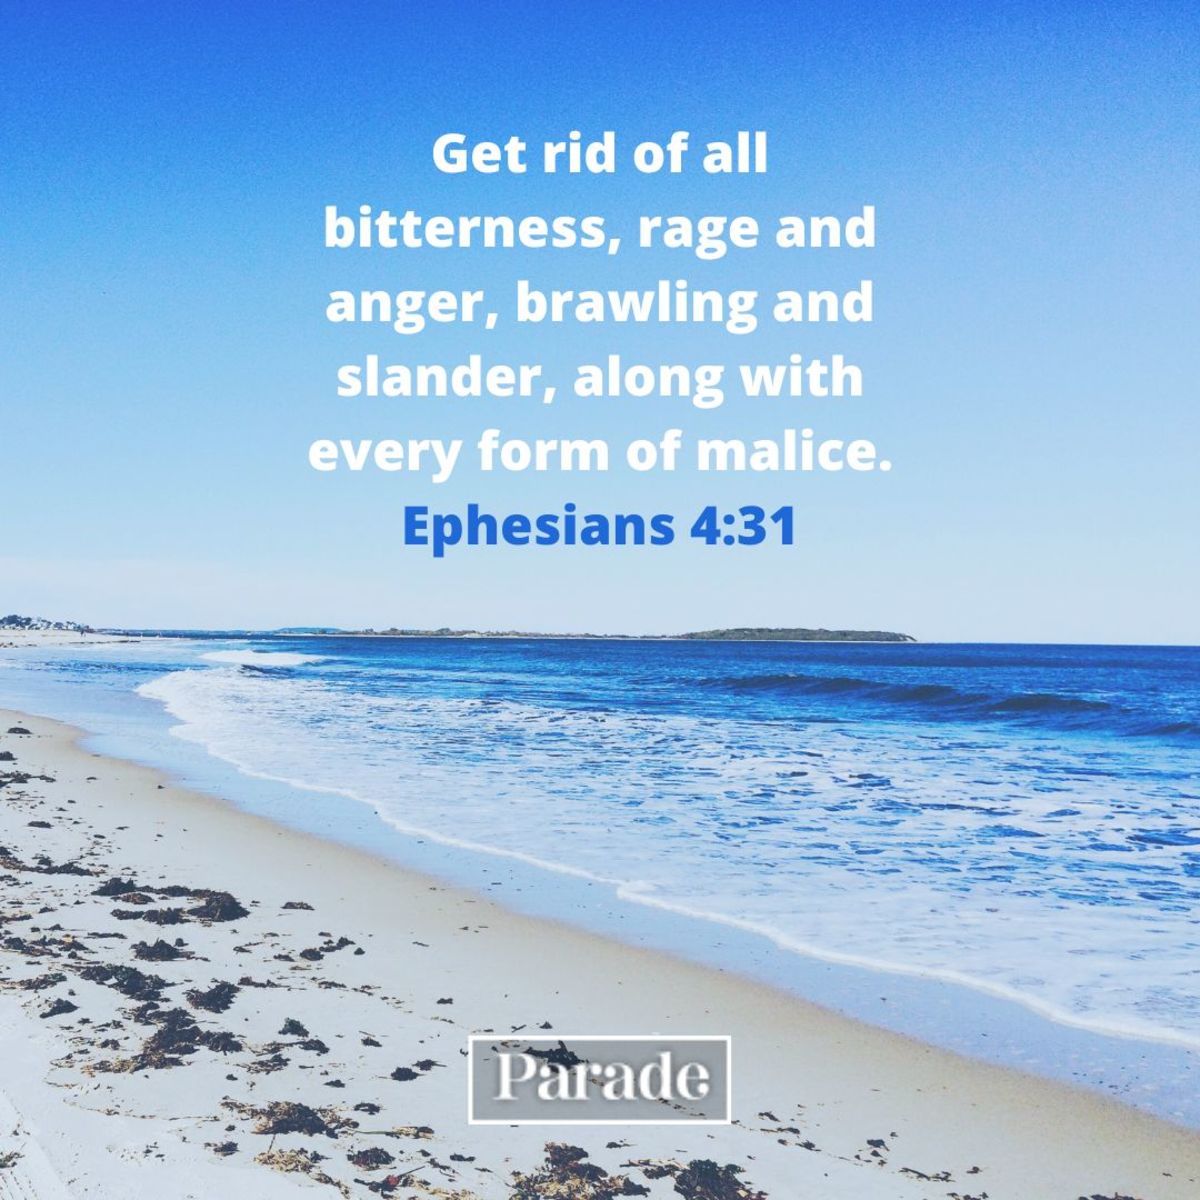 Get rid of all
bitterness, rage and
anger, brawling and
slander, along with
every form of malice.
Ephesians 4:31
Parade